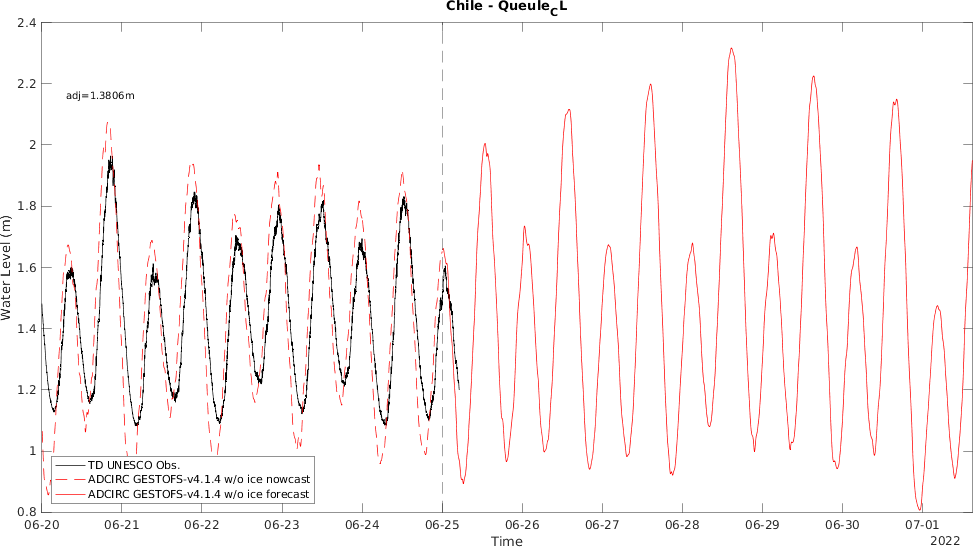 Chile - Queule_CL
2.4
2.2
2
1.8
1.6
1.4
1.2
1
0.8
Water Level (m)
adj=1.3806m
TD UNESCO Obs.
ADCIRC GESTOFS-v4.1.4 w/o ice nowcast
ADCIRC GESTOFS-v4.1.4 w/o ice forecast
06-20 06-21 06-22 06-23 06-24 06-25 06-26 06-27 06-28 06-29 06-30 07-01
Time
2022